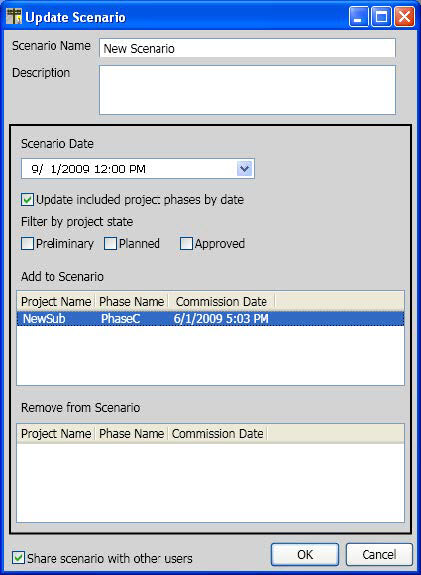 Update Scenario
Scenario Name New Scenario
Description
Scenario Date
9/ 1/2009 12:00 PM
Update included project phases by date
Filter by project state
Preliminary Planned Approved
Add to Scenario
Project Name Phase Name Commission Date
NewSub PhaseC 6/1/2009 5:03 PM
Remove from Scenario
Project Name Phase Name Commission Date
Share scenario with other users OK Cancel